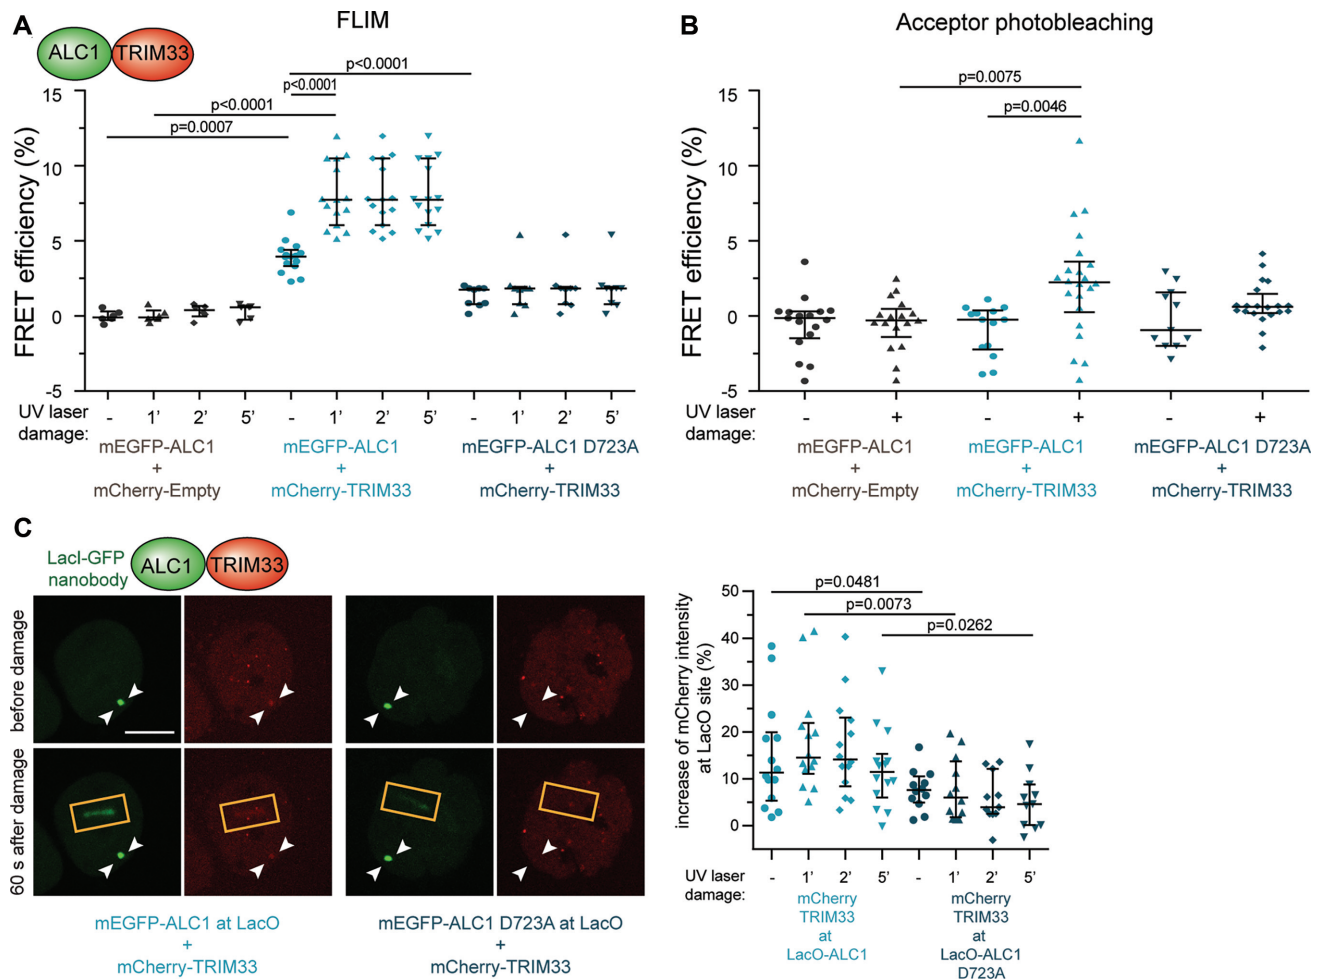 A
FLIM
ALC1 TRIM33
p<0.0001
p<0.0001
p<0.0001
p=0.0007
FRET efficiency (%)
15
10
5
0
-5
UV laser damage:
- 1’ 2’ 5’ - 1’ 2’ 5’ - 1’ 2’ 5’
mEGFP-ALC1
+
mCherry-Empty
mEGFP-ALC1
+
mCherry-TRIM33
mEGFP-ALC1 D723A
+
mCherry-TRIM33
B
Acceptor photobleaching
p=0.0075
p=0.0046
FRET efficiency (%)
15
10
5
0
-5
UV laser damage:
- + - + - +
mEGFP-ALC1
+
mCherry-Empty
mEGFP-ALC1
+
mCherry-TRIM33
mEGFP-ALC1 D723A
+
mCherry-TRIM33
C
LacI-GFP
nanobody
ALC1 TRIM33
before damage
60 s after damage
mEGFP-ALC1 at LacO
+
mCherry-TRIM33
mEGFP-ALC1 D723A at LacO
+
mCherry-TRIM33
p=0.0481
p=0.0073
p=0.0262
increase of mCherry intensity
at LacO site (%)
50
40
30
20
10
0
UV laser
damage:
- 1’ 2’ 5’ - 1’ 2’ 5’
mCherry
TRIM33
at
LacO-ALC1
mCherry
TRIM33
at
LacO-ALC1
D723A